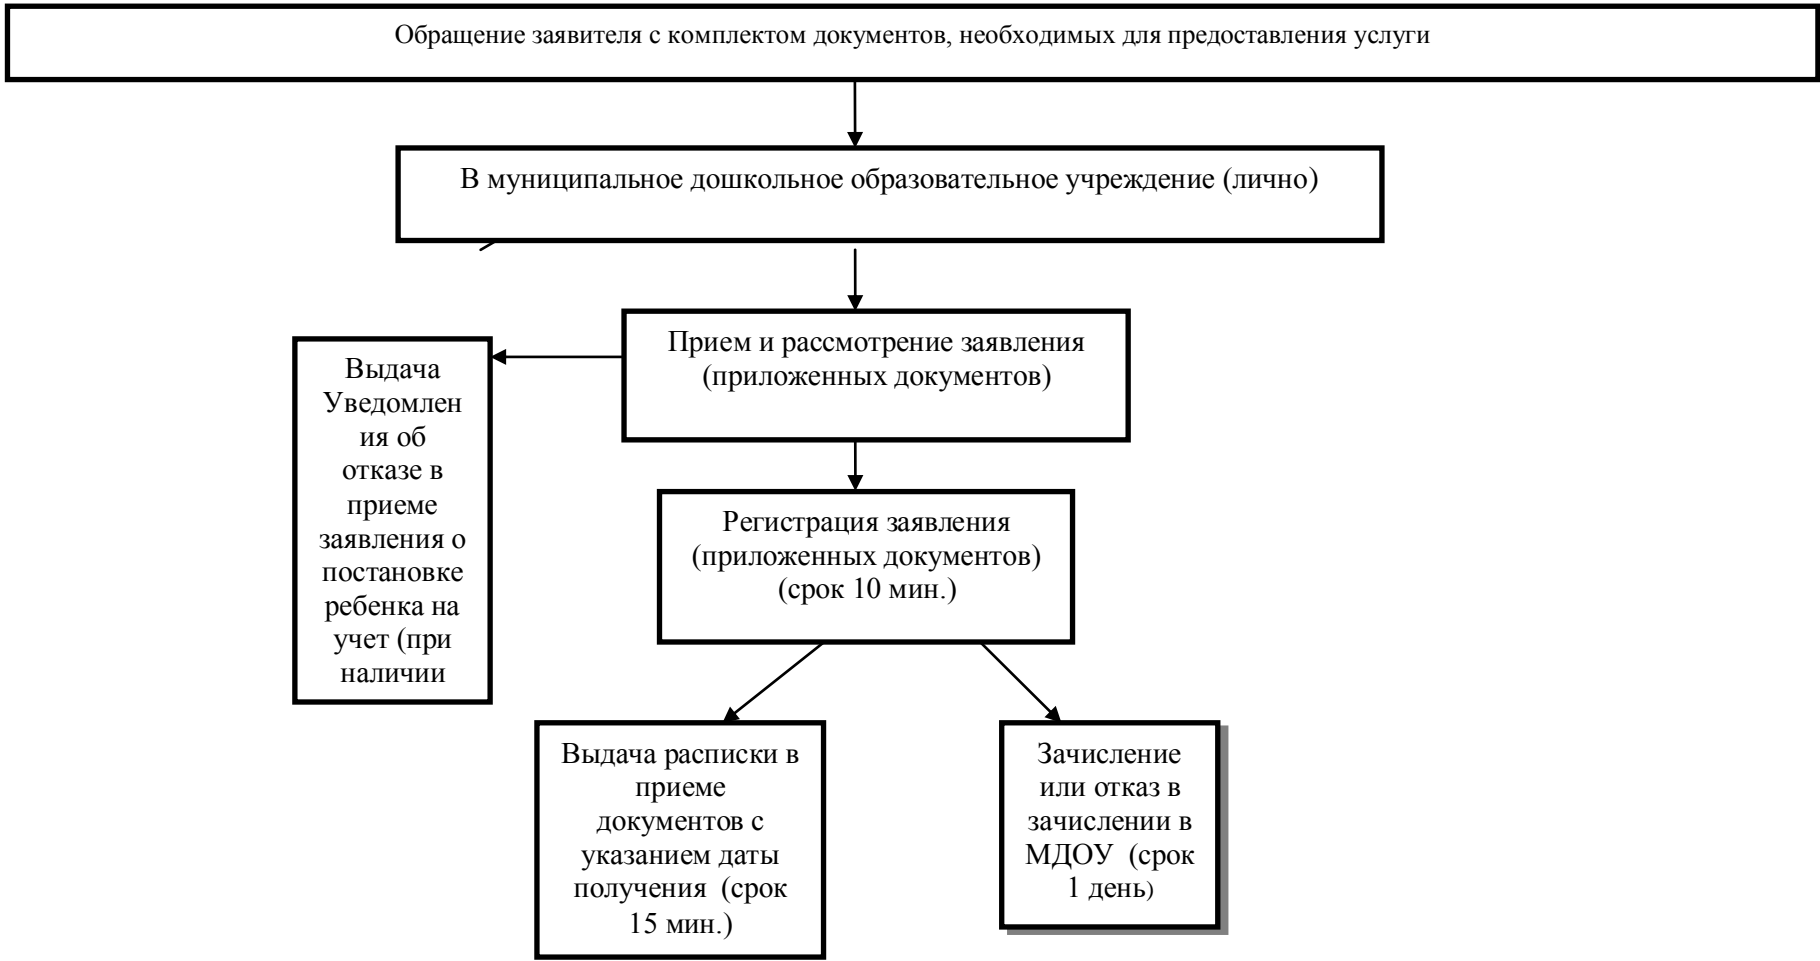 Обращение заявителя с комплектом документов, необходимых для предоставления услуги
В муниципальное дошкольное образовательное учреждение (лично)
Прием и рассмотрение заявления
(приложенных документов)
Выдача
Уведомлен
ия об
отказе в
приеме
заявления о
постановке
ребенка на
учет (при
наличии
Регистрация заявления
(приложенных документов)
(срок 10 мин.)
Выдача расписки в
приеме
документов с
указанием даты
получения (срок
15 мин.)
Зачисление
или отказ в
зачислении в
МДОУ (срок
1 день)